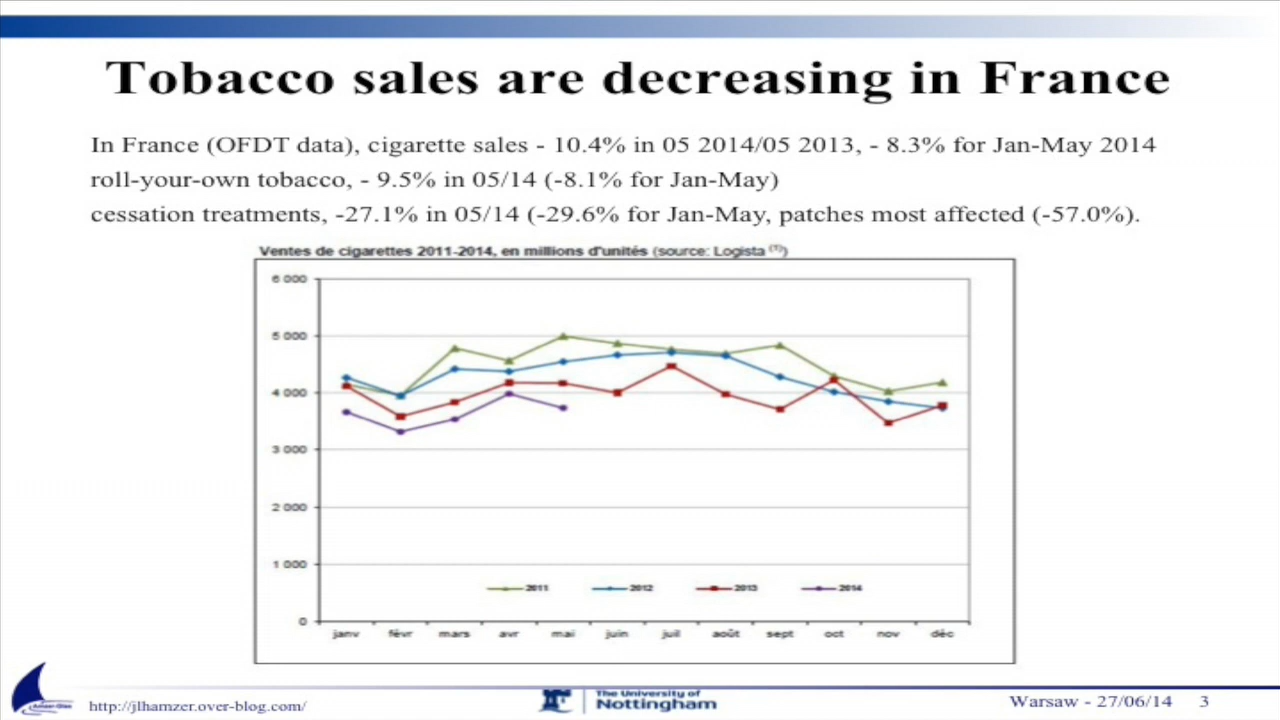 Tobacco sales are decreasing in France
In France (OFDT data), cigarette sales - 10.4% in 05 2014/05 2013, - 8.3% for Jan-May 2014
roll-your-own tobacco, - 9.5% in 05/14 (-8.1% for Jan-May)
cessation treatments, -27.1% in 05/14 (-29.6% for Jan-May, patches most affected (-57.0%).
Ventes de cigarettes 2011-2014, en millions d'unités (source: Logista (1))
6 000
5 000
4 000
3 000
2 000
1 000
0
2011 2012 2013 2014
janv févr mars avr mai juin juil août sept oct nov déc
http://jlhamzer.over-blog.com/
The University of
Nottingham
Warsaw - 27/06/14 3